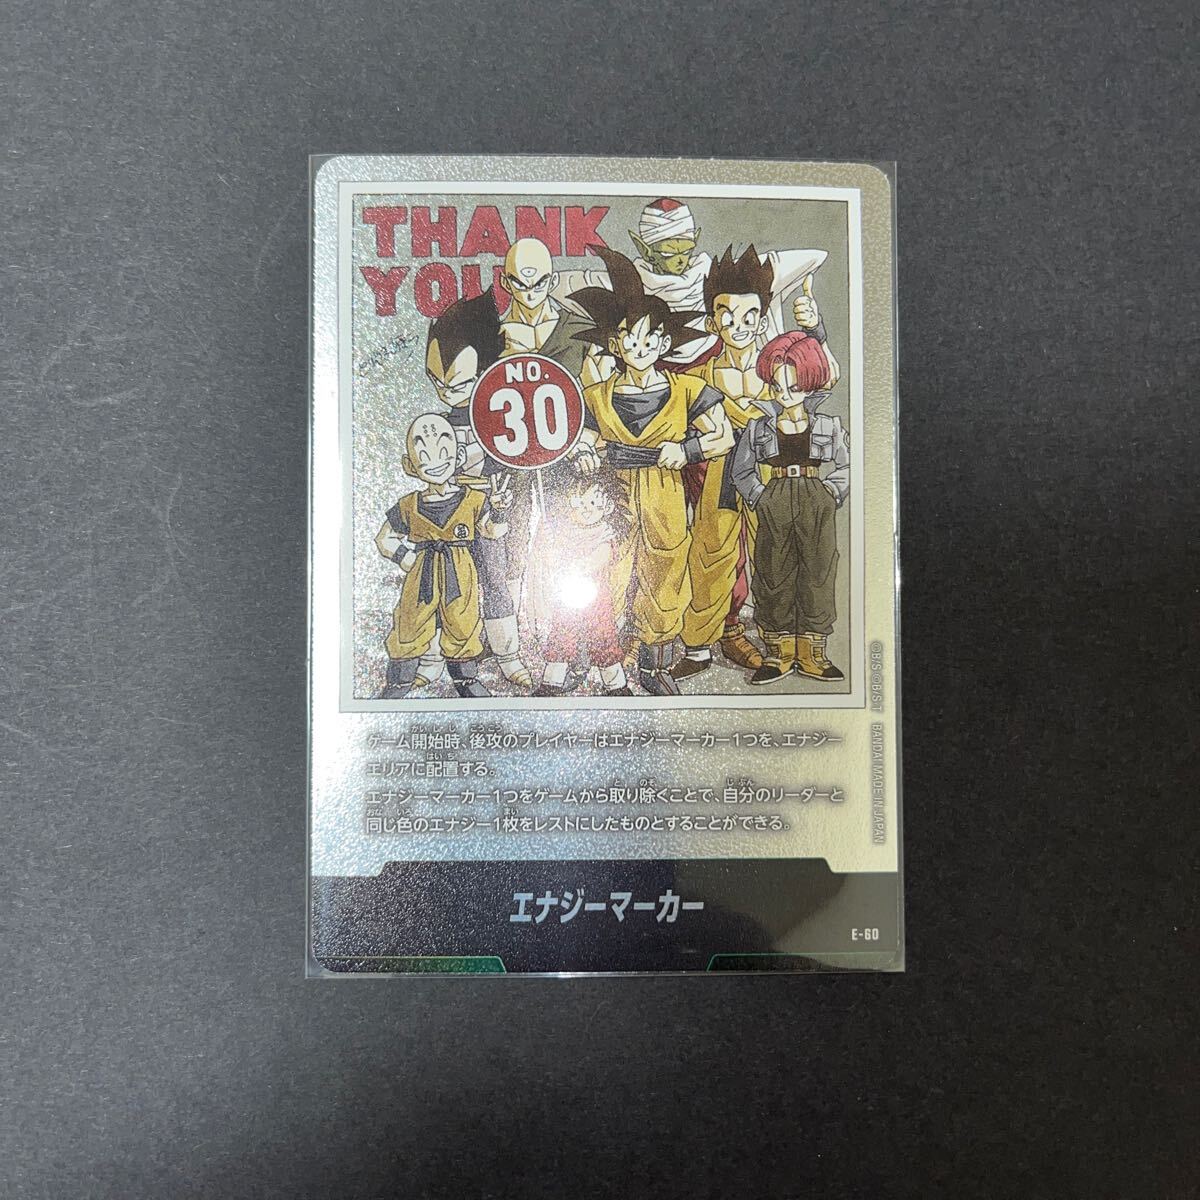 THANK
YOU
NO.
30
ゲーム開始時、後攻のプレイヤーはエナジーマーカー1つを、エナジー
エリアに配置する。
エナジーマーカー1つをゲームから取り除くことで、自分のリーダーと
同じ色のエナジー1枚をレストにしたものとすることができる。
©B/S ©B/S・T BANDAI MADE IN JAPAN
エナジーマーカー
E-60